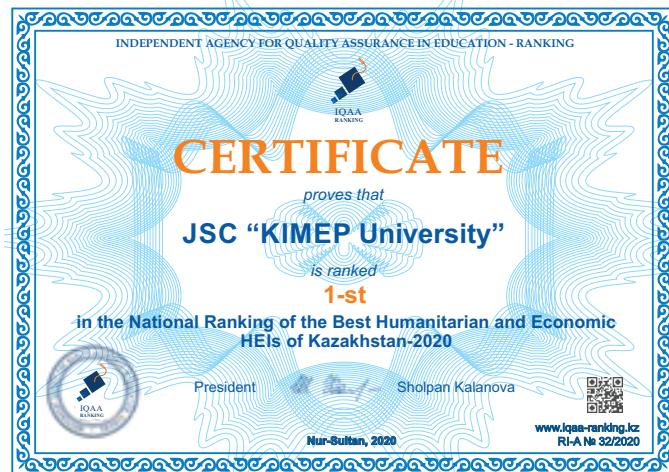 INDEPENDENT AGENCY FOR QUALITY ASSURANCE IN EDUCATION - RANKING
IQAA
RANKING
CERTIFICATE
proves that
JSC “KIMEP University”
is ranked
1-st
in the National Ranking of the Best Humanitarian and Economic
HEIs of Kazakhstan-2020
IQAA
RANKING
President Sholpan Kalanova
www.iqaa-ranking.kz
Nur-Sultan, 2020
RI-A № 32/2020